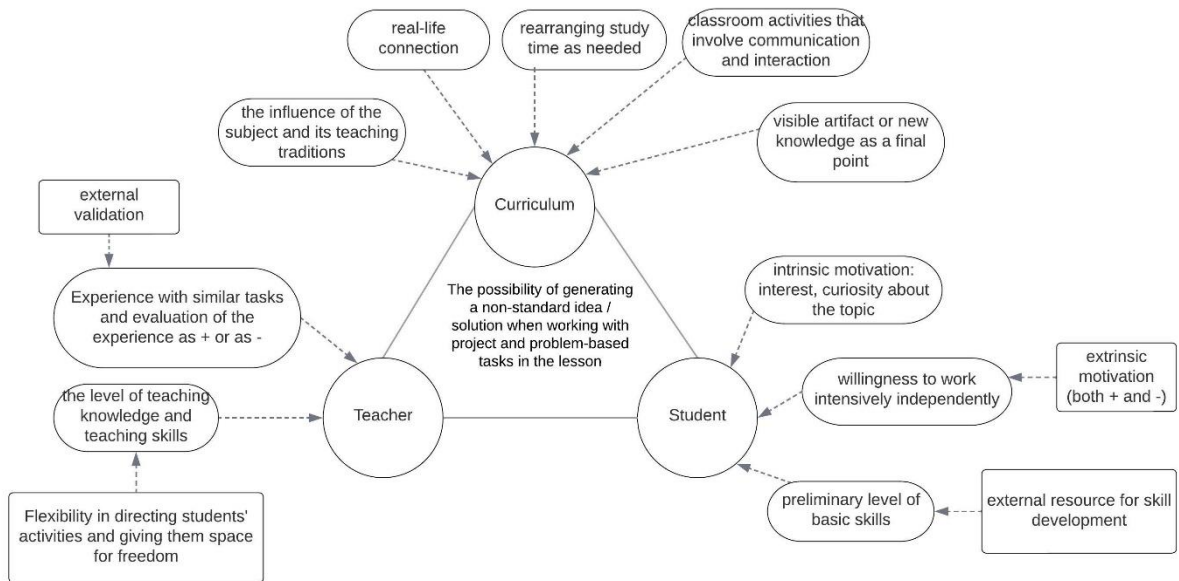 real-life
connection
rearranging study
time as needed
classroom activities that
involve communication
and interaction
the influence of the
subject and its teaching
traditions
visible artifact or new
knowledge as a final
point
Curriculum
external
validation
Experience with similar tasks
and evaluation of the
experience as + or as -
The possibility of generating
a non-standard idea /
solution when working with
project and problem-based
tasks in the lesson
intrinsic motivation:
interest, curiosity about
the topic
the level of teaching
knowledge and
teaching skills
Teacher
Student
willingness to work
intensively independently
extrinsic
motivation
(both + and -)
Flexibility in directing students'
activities and giving them space
for freedom
preliminary level of
basic skills
external resource for skill
development